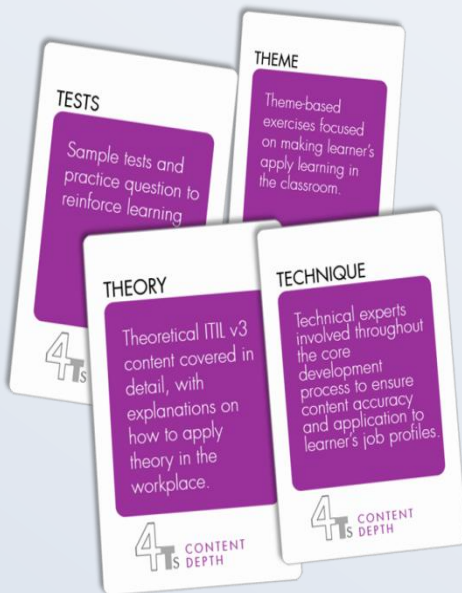 TESTS
Sample tests and
practice question to
reinforce learning
4Ts
THEME
Theme-based
exercises focused
on making learner's
apply learning in
the classroom.
THEORY
Theoretical ITIL v3
content covered in
detail, with
explanations on
how to apply
theory in the
workplace.
4Ts CONTENT
DEPTH
TECHNIQUE
Technical experts
involved throughout
the core
development
process to ensure
content accuracy
and application to
learner's job profiles.
4Ts CONTENT
DEPTH